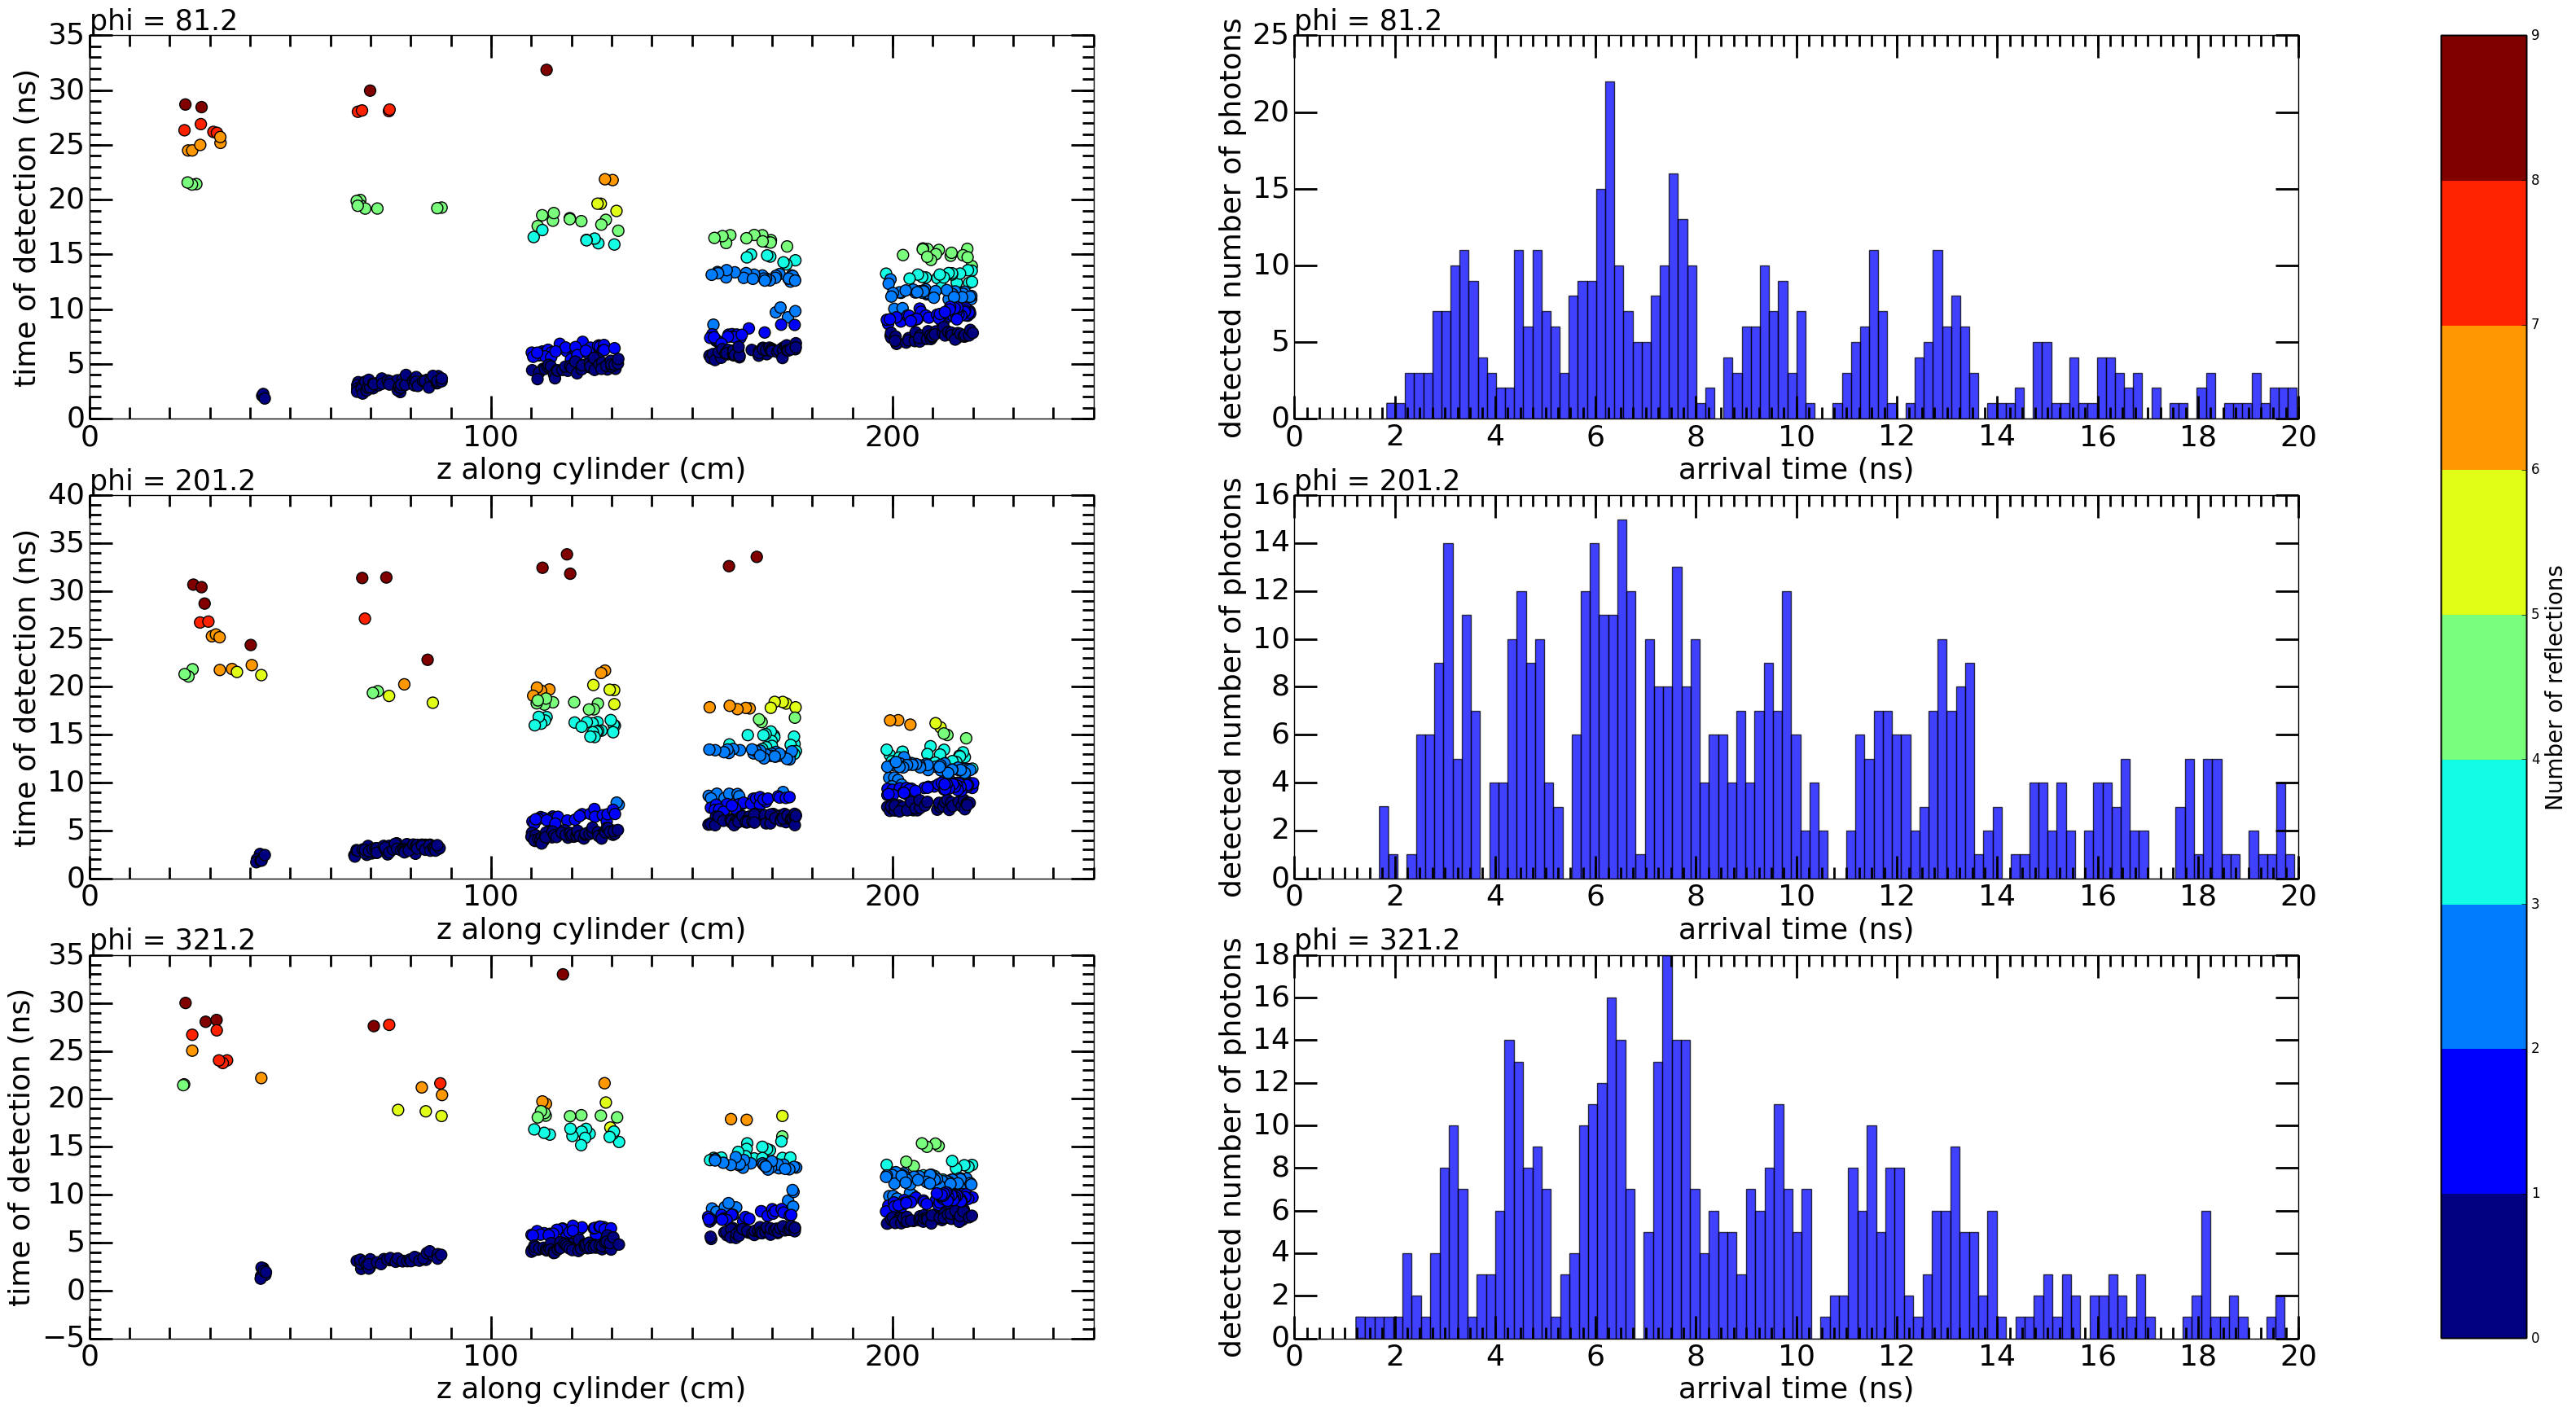 phi = 81.2
35
30
25
20
15
10
5
0
time of detection (ns)
0 100 200
z along cylinder (cm)
phi = 81.2
25
20
15
10
5
0
detected number of photons
0 2 4 6 8 10 12 14 16 18 20
arrival time (ns)
phi = 201.2
40
35
30
25
20
15
10
5
0
time of detection (ns)
0 100 200
z along cylinder (cm)
phi = 201.2
16
14
12
10
8
6
4
2
0
detected number of photons
0 2 4 6 8 10 12 14 16 18 20
arrival time (ns)
phi = 321.2
35
30
25
20
15
10
5
0
−5
time of detection (ns)
0 100 200
z along cylinder (cm)
phi = 321.2
18
16
14
12
10
8
6
4
2
0
detected number of photons
0 2 4 6 8 10 12 14 16 18 20
arrival time (ns)
9
8
7
6
5
4
3
2
1
0
Number of reflections